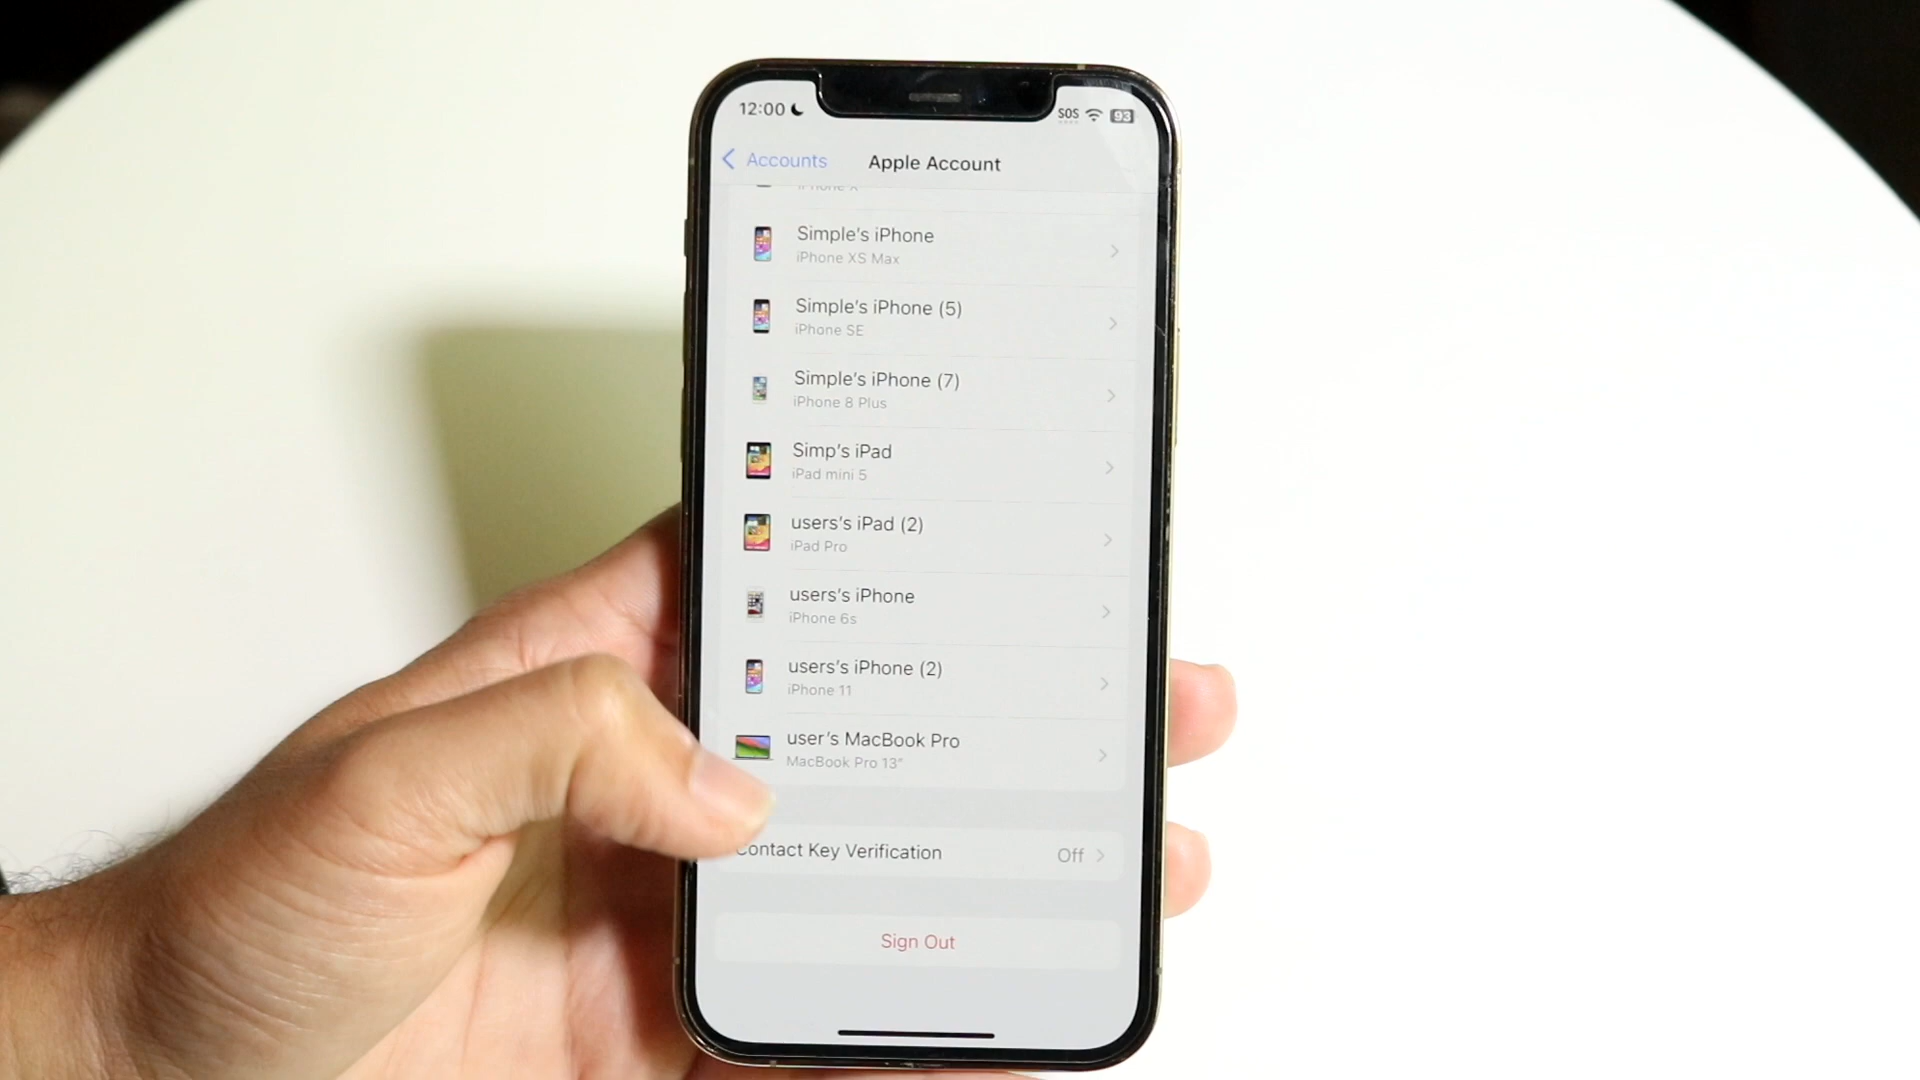 12:00
SOS 93
Accounts
Apple Account
iPhone X
Simple's iPhone
iPhone XS Max
Simple's iPhone (5)
iPhone SE
Simple's iPhone (7)
iPhone 8 Plus
Simp's iPad
iPad mini 5
users's iPad (2)
iPad Pro
users's iPhone
iPhone 6s
users's iPhone (2)
iPhone 11
user's MacBook Pro
MacBook Pro 13"
Contact Key Verification
Off
Sign Out